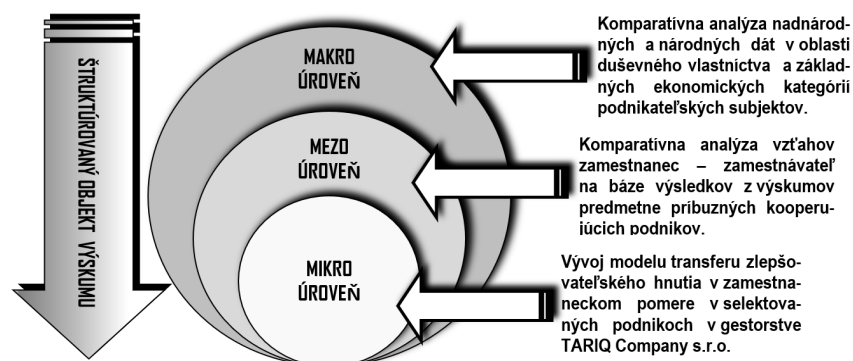 ŠTRUKTÚROVANÝ OBJEKT VÝSKUMU
MAKRO
ÚROVEŇ
Komparatívna analýza nadnárod-
ných a národných dát v oblasti
duševného vlastníctva a základ-
ných ekonomických kategórií
podnikateľských subjektov.
MEZO
ÚROVEŇ
Komparatívna analýza vzťahov
zamestnanec – zamestnávateľ
na báze výsledkov z výskumov
predmetne príbuzných kooperu-
júcich podnikov.
MIKRO
ÚROVEŇ
Vývoj modelu transferu zlepšo-
vateľského hnutia v zamestna-
neckom pomere v selektova-
ných podnikoch v gestorstve
TARIQ Company s.r.o.